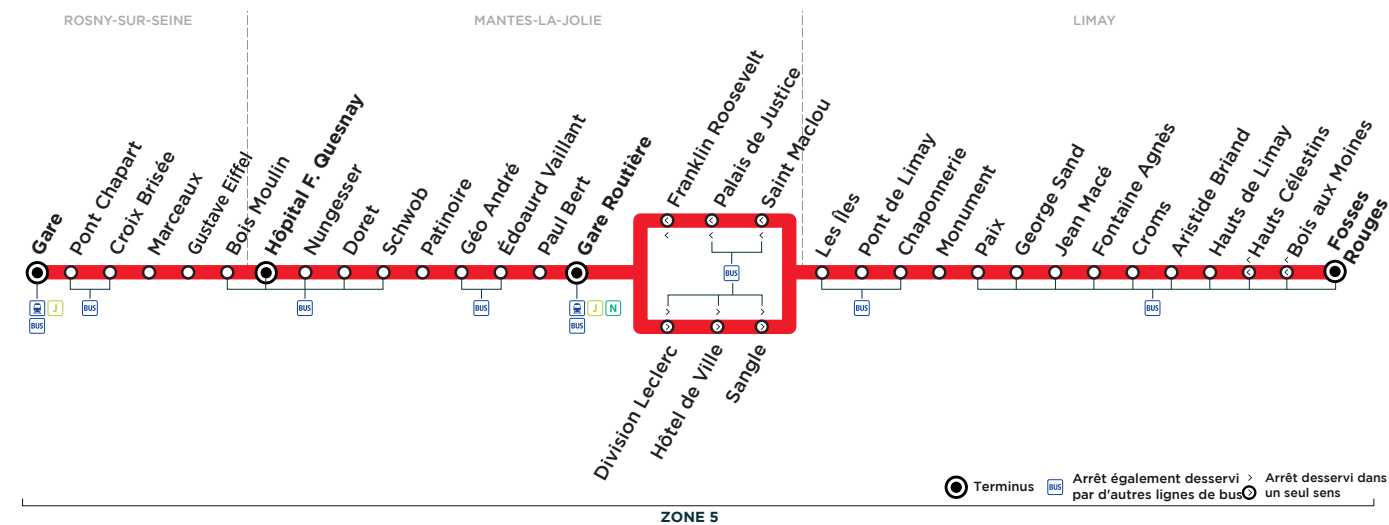 ROSNY-SUR-SEINE
MANTES-LA-JOLIE
LIMAY
Gare
Pont Chapart
Croix Brisée
Marceaux
Gustave Eiffel
Bois Moulin
Hôpital F. Quesnay
Nungesser
Doret
Schwob
Patinoire
Géo André
Édoaurd Vaillant
Paul Bert
Gare Routière
Franklin Roosevelt
Palais de Justice
Saint Maclou
Division Leclerc
Hôtel de Ville
Sangle
Les Îles
Pont de Limay
Chaponnerie
Monument
Paix
George Sand
Jean Macé
Fontaine Agnès
Croms
Aristide Briand
Hauts de Limay
Hauts Célestins
Bois aux Moines
Fosses
Rouges
J
BUS
BUS
BUS
BUS
J
N
BUS
BUS
BUS
BUS
Terminus
BUS
Arrêt également desservi
par d'autres lignes de bus
Arrêt desservi dans
un seul sens
ZONE 5